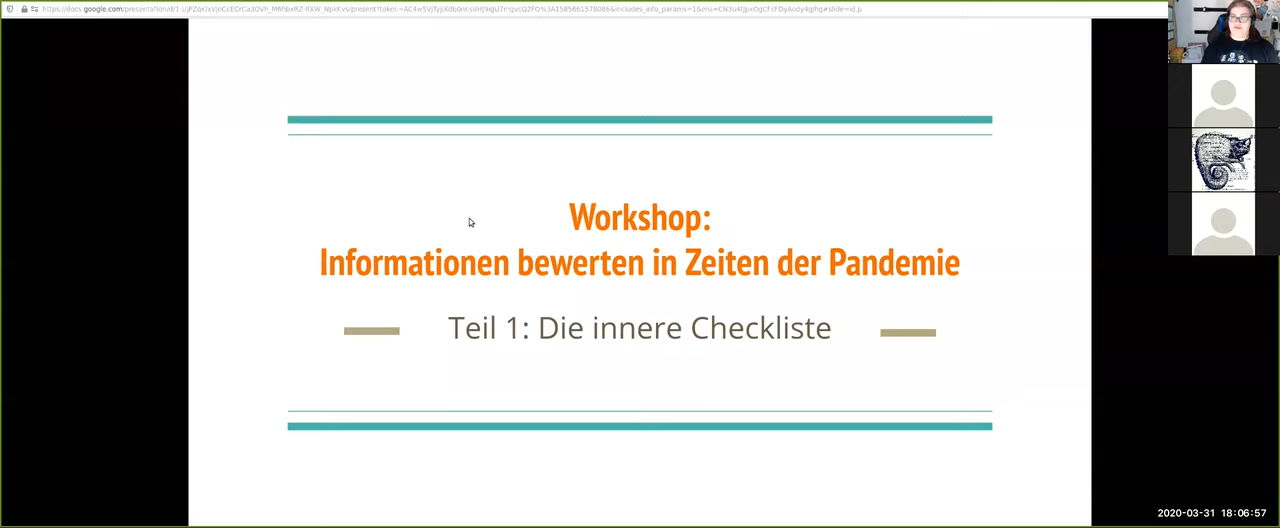 Workshop:
Informationen bewerten in Zeiten der Pandemie
Teil 1: Die innere Checkliste
2020-03-31 18:06:57